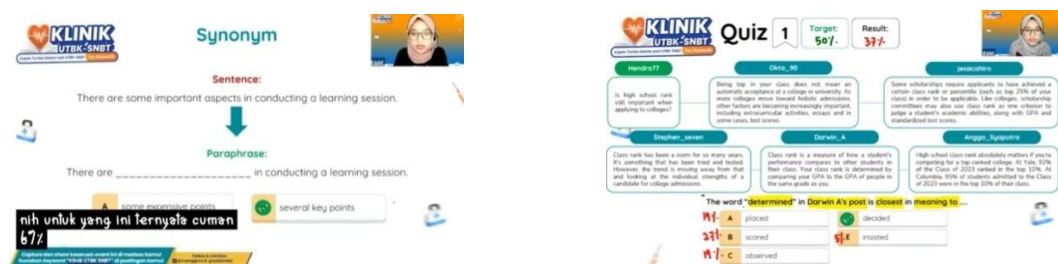 KLINIK
UTBK-SNBT
Synonym
Sentence:
There are some important aspects in conducting a learning session.
Paraphrase:
There are ____________________ in conducting a learning session.
A some expensive points
several key points
nih untuk yang ini ternyata cuman
67%
KLINIK
UTBK-SNBT
Quiz 1
Target:
50%.
Result:
37%
Hendra77
Is high school rank
still important when
applying to colleges?
Okta_90
Being top in your class does not mean an
automatic acceptance at a college or university. As
more colleges move toward holistic admissions,
other factors are becoming increasingly important,
including extracurricular activities, essays and in
some cases, test scores.
jessicahiro
Some scholarships require applicants to have achieved a
certain class rank or percentile (such as top 25% of your
class) in order to be applicable. Like colleges, scholarship
committees may also use class rank as one criterion to
judge a student's academic abilities, along with GPA and
standardized test scores.
Stephen_seven
Class rank has been a norm for so many years.
It's something that has been tried and tested.
However, the trend is moving away from that
and looking at the individual strengths of a
candidate for college admissions.
Darwin_A
Class rank is a measure of how a student's
performance compares to other students in
their class. Your class rank is determined by
comparing your GPA to the GPA of people in
the same grade as you.
Angga_Syaputra
High school class rank absolutely matters if you're
competing for a top-ranked college. At Yale, 92%
of the Class of 2023 ranked in the top 10%. At
Columbia, 95% of students admitted to the Class
of 2023 were in the top 10% of their class.
The word "determined" in Darwin A's post is closest in meaning to ....
19%. A placed
decided
27%. B scored
5%. E insisted
C observed